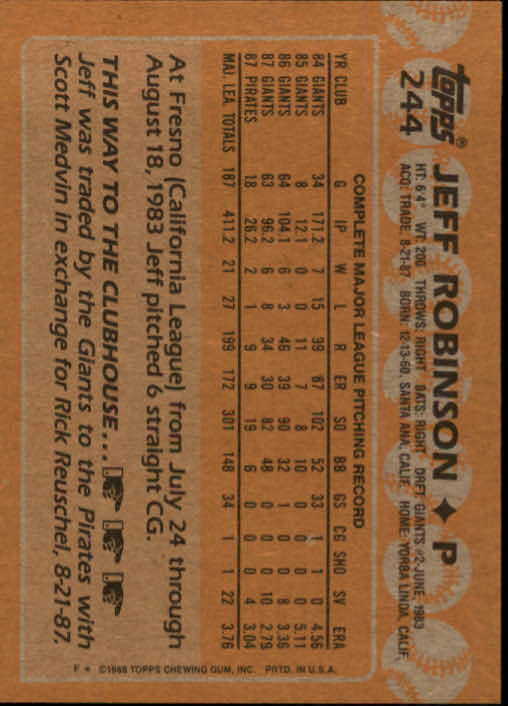 topps® JEFF ROBINSON ♦ P
244
HT: 6'4" WT: 200 THROWS: RIGHT BATS: RIGHT DRFT: GIANTS #2-JUNE, 1983
ACQ: TRADE, 8-21-87 BORN: 12-13-60, SANTA ANA, CALIF. HOME: YORBA LINDA, CALIF.
COMPLETE MAJOR LEAGUE PITCHING RECORD
YR CLUB G IP W L R ER SO BB GS CG SHO SV ERA
84 GIANTS 34 171.2 7 15 99 87 102 52 33 1 1 0 4.56
85 GIANTS 8 12.1 0 0 11 7 8 10 0 0 0 0 5.11
86 GIANTS 64 104.1 6 3 46 39 90 32 1 0 0 8 3.36
87 GIANTS 63 96.2 6 8 34 30 82 48 0 0 0 10 2.79
87 PIRATES 18 26.2 2 1 9 9 19 6 0 0 0 4 3.04
MAJ. LEA. TOTALS 187 411.2 21 27 199 172 301 148 34 1 1 22 3.76
At Fresno (California League) from July 24 through
August 18, 1983 Jeff pitched 6 straight CG.
THIS WAY TO THE CLUBHOUSE...
Jeff was traded by the Giants to the Pirates with
Scott Medvin in exchange for Rick Reuschel, 8-21-87.
F * ©1988 TOPPS CHEWING GUM, INC. PRTD. IN U.S.A.